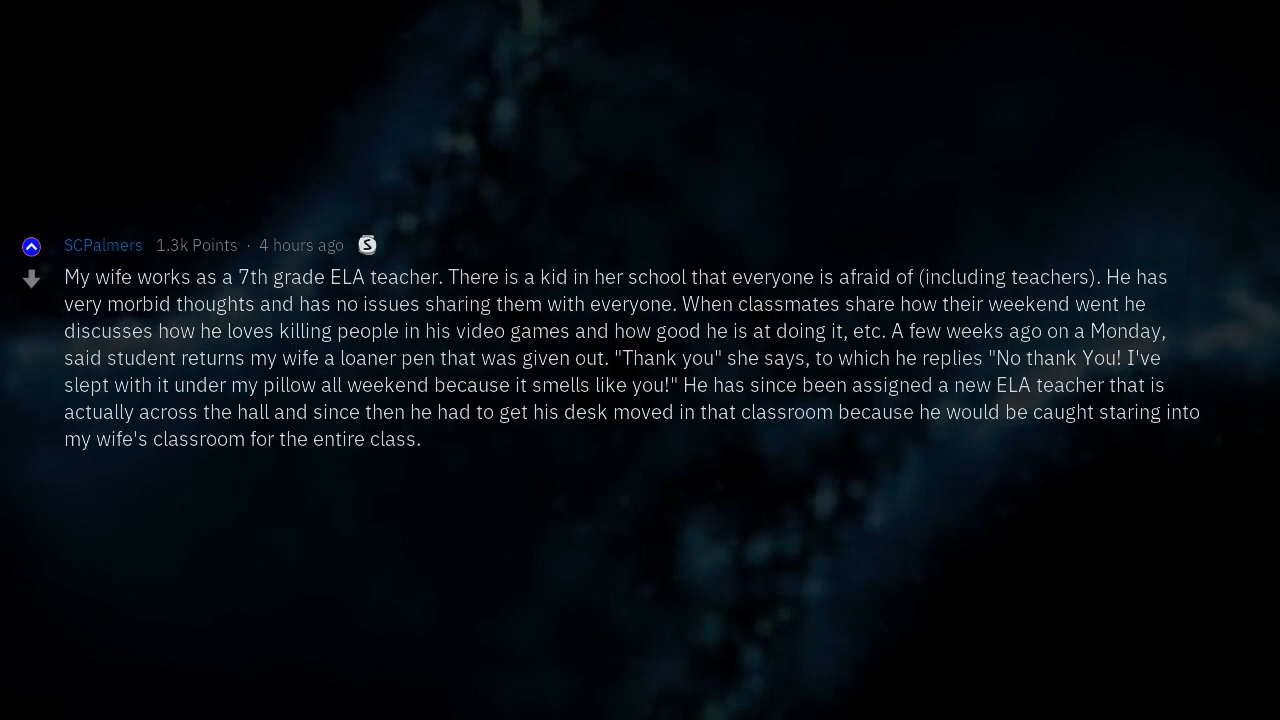 SCPalmers 1.3k Points · 4 hours ago S
My wife works as a 7th grade ELA teacher. There is a kid in her school that everyone is afraid of (including teachers). He has
very morbid thoughts and has no issues sharing them with everyone. When classmates share how their weekend went he
discusses how he loves killing people in his video games and how good he is at doing it, etc. A few weeks ago on a Monday,
said student returns my wife a loaner pen that was given out. "Thank you" she says, to which he replies "No thank You! I've
slept with it under my pillow all weekend because it smells like you!" He has since been assigned a new ELA teacher that is
actually across the hall and since then he had to get his desk moved in that classroom because he would be caught staring into
my wife's classroom for the entire class.